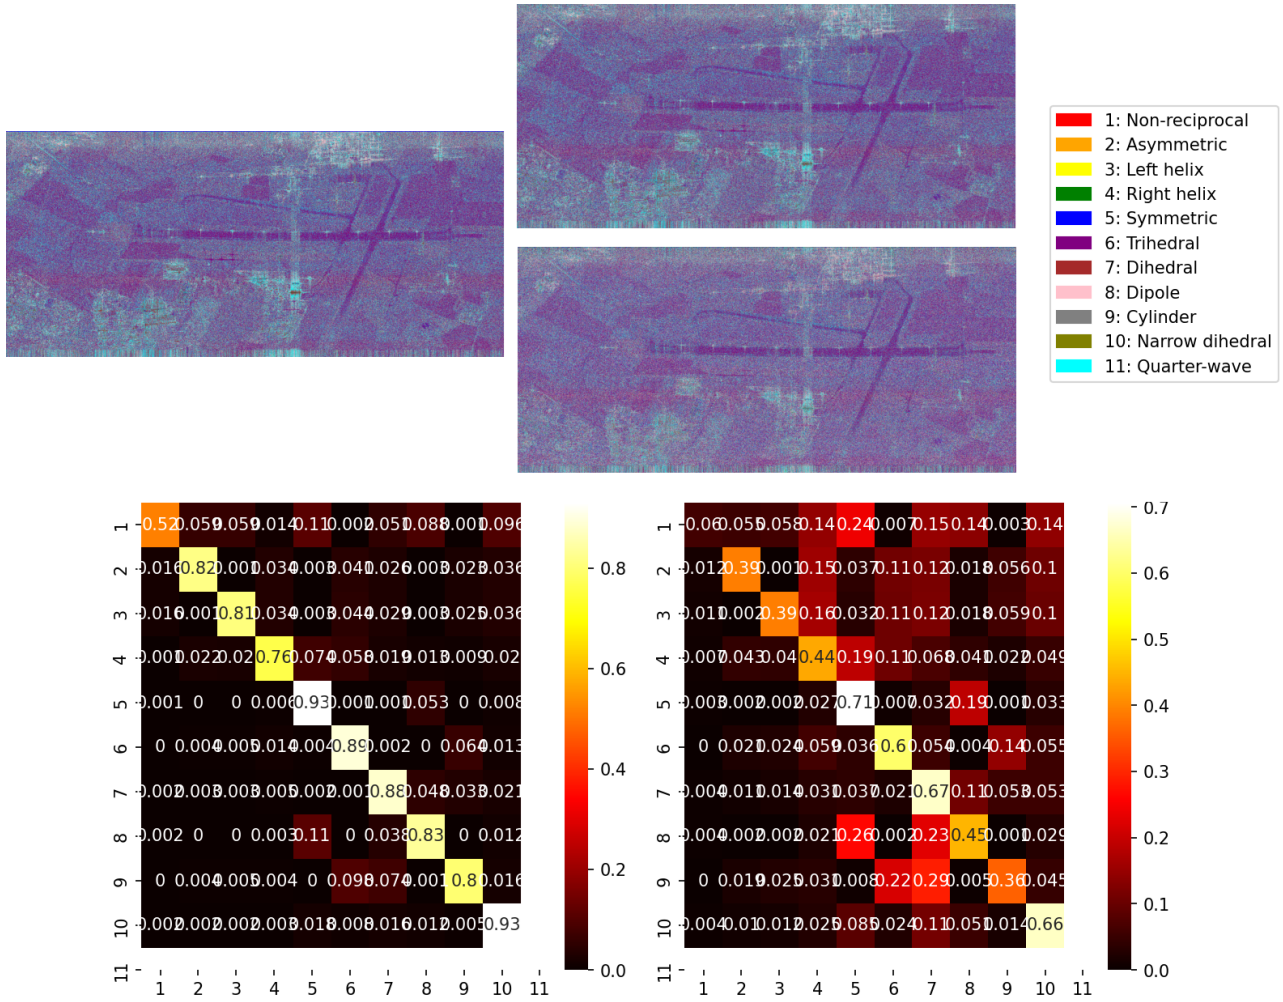 1: Non-reciprocal
2: Asymmetric
3: Left helix
4: Right helix
5: Symmetric
6: Trihedral
7: Dihedral
8: Dipole
9: Cylinder
10: Narrow dihedral
11: Quarter-wave
1 0.52 0.059 0.059 0.014 0.11 0.002 0.051 0.088 0.001 0.096
2 0.016 0.82 0.001 0.034 0.003 0.041 0.026 0.003 0.023 0.036
3 0.016 0.001 0.81 0.034 0.003 0.044 0.029 0.003 0.025 0.036
4 0.001 0.022 0.02 0.76 0.074 0.058 0.019 0.013 0.009 0.02
5 0.001 0 0 0.006 0.93 0.001 0.001 0.053 0 0.008
6 0 0.004 0.005 0.014 0.004 0.89 0.002 0 0.064 0.013
7 0.002 0.003 0.003 0.005 0.002 0.001 0.88 0.048 0.033 0.021
8 0.002 0 0 0.003 0.11 0 0.038 0.83 0 0.012
9 0 0.004 0.005 0.004 0 0.098 0.074 0.001 0.8 0.016
10 0.002 0.002 0.002 0.003 0.018 0.008 0.016 0.012 0.005 0.93
11
1 2 3 4 5 6 7 8 9 10 11
0.8
0.6
0.4
0.2
0.0
1 0.06 0.055 0.058 0.14 0.24 0.007 0.15 0.14 0.003 0.14
2 0.012 0.39 0.001 0.15 0.037 0.11 0.12 0.018 0.056 0.1
3 0.011 0.002 0.39 0.16 0.032 0.11 0.12 0.018 0.059 0.1
4 0.007 0.043 0.04 0.44 0.19 0.11 0.068 0.041 0.022 0.049
5 0.003 0.002 0.002 0.027 0.71 0.007 0.032 0.19 0.001 0.033
6 0 0.021 0.024 0.059 0.036 0.6 0.054 0.004 0.14 0.055
7 0.004 0.011 0.014 0.031 0.037 0.021 0.67 0.11 0.053 0.053
8 0.004 0.002 0.002 0.021 0.26 0.002 0.23 0.45 0.001 0.029
9 0 0.019 0.025 0.031 0.008 0.22 0.29 0.005 0.36 0.045
10 0.004 0.01 0.012 0.025 0.085 0.024 0.11 0.051 0.014 0.66
1 2 3 4 5 6 7 8 9 10 11
0.7
0.6
0.5
0.4
0.3
0.2
0.1
0.0